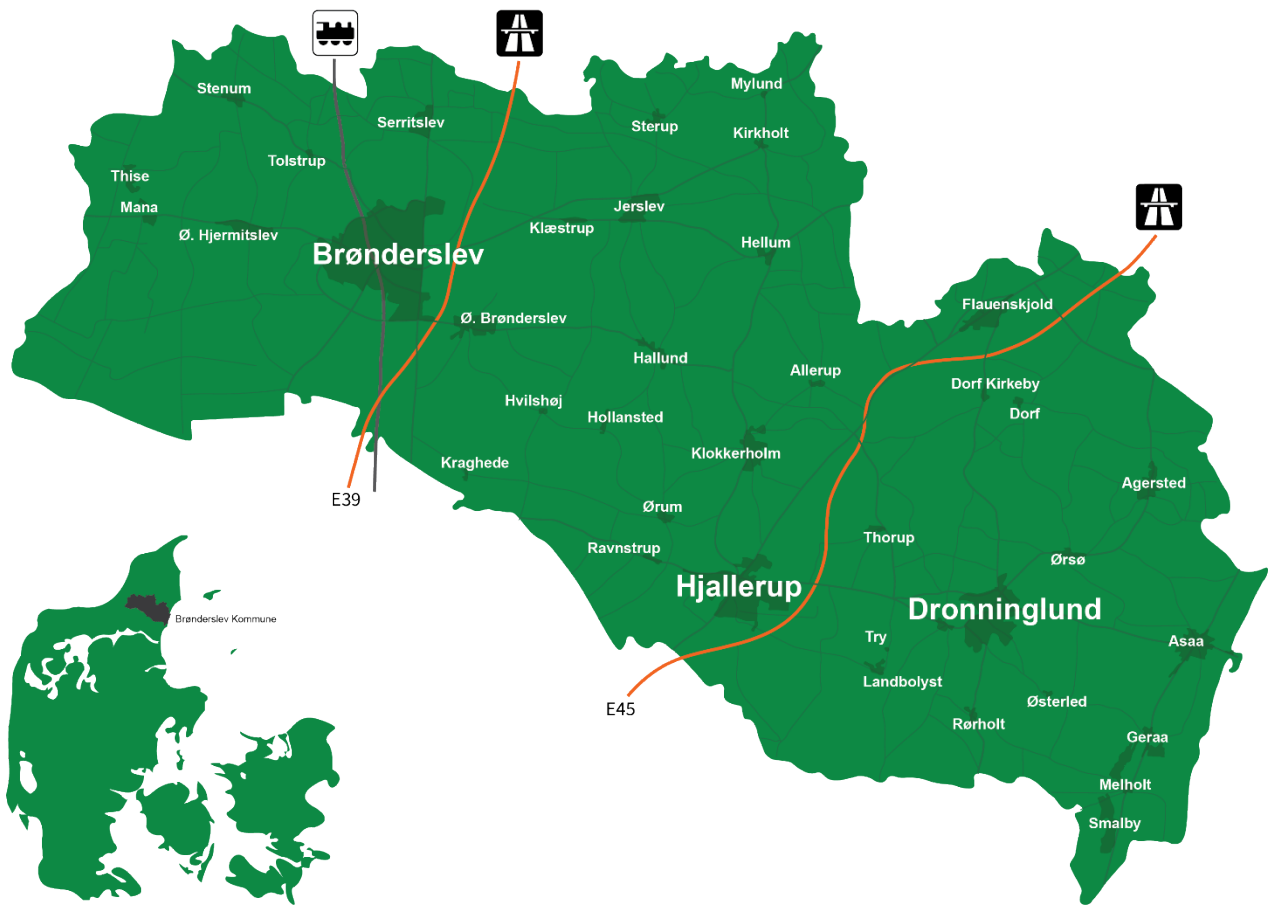 Mylund
Stenum
Serritslev
Sterup
Kirkholt
Tolstrup
Thise
Mana
Jerslev
Klæstrup
Ø. Hjermitslev
Hellum
Brønderslev
Flauenskjold
Ø. Brønderslev
Hallund
Allerup
Dorf Kirkeby
Hvilshøj
Dorf
Hollansted
Klokkerholm
Kraghede
Agersted
E39
Ørum
Thorup
Ravnstrup
Ørsø
Hjallerup
Dronninglund
Brønderslev Kommune
Try
Asaa
Landbolyst
Østerled
E45
Rørholt
Geraa
Melholt
Smalby